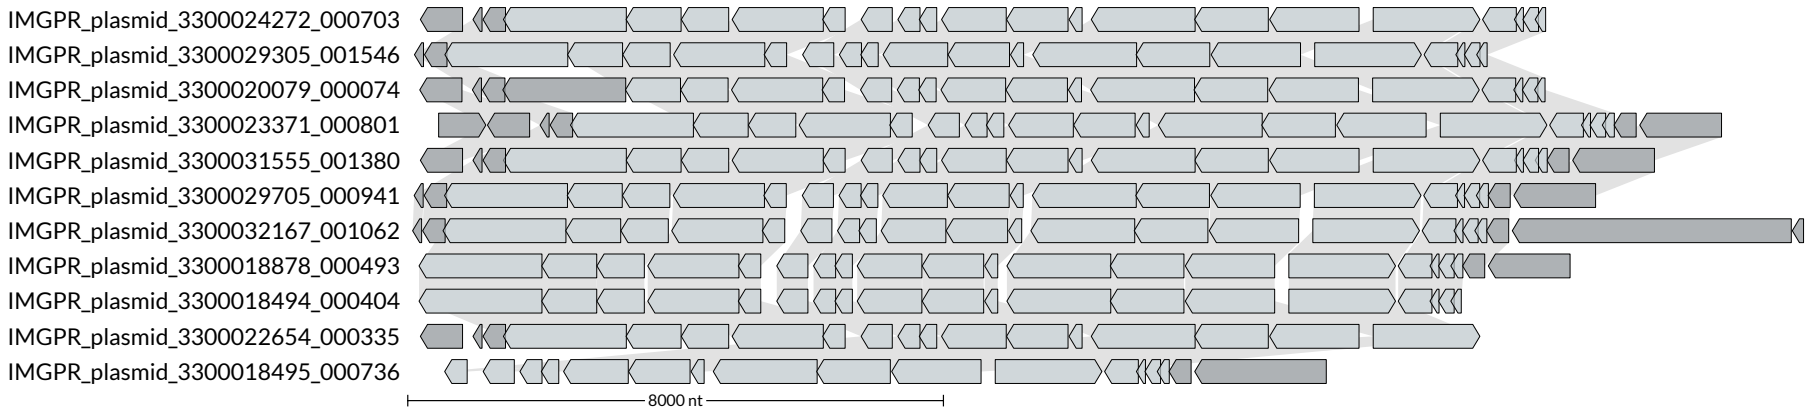 IMGPR_plasmid_3300024272_000703
IMGPR_plasmid_3300029305_001546
IMGPR_plasmid_3300020079_000074
IMGPR_plasmid_3300023371_000801
IMGPR_plasmid_3300031555_001380
IMGPR_plasmid_3300029705_000941
IMGPR_plasmid_3300032167_001062
IMGPR_plasmid_3300018878_000493
IMGPR_plasmid_3300018494_000404
IMGPR_plasmid_3300022654_000335
IMGPR_plasmid_3300018495_000736
8000 nt